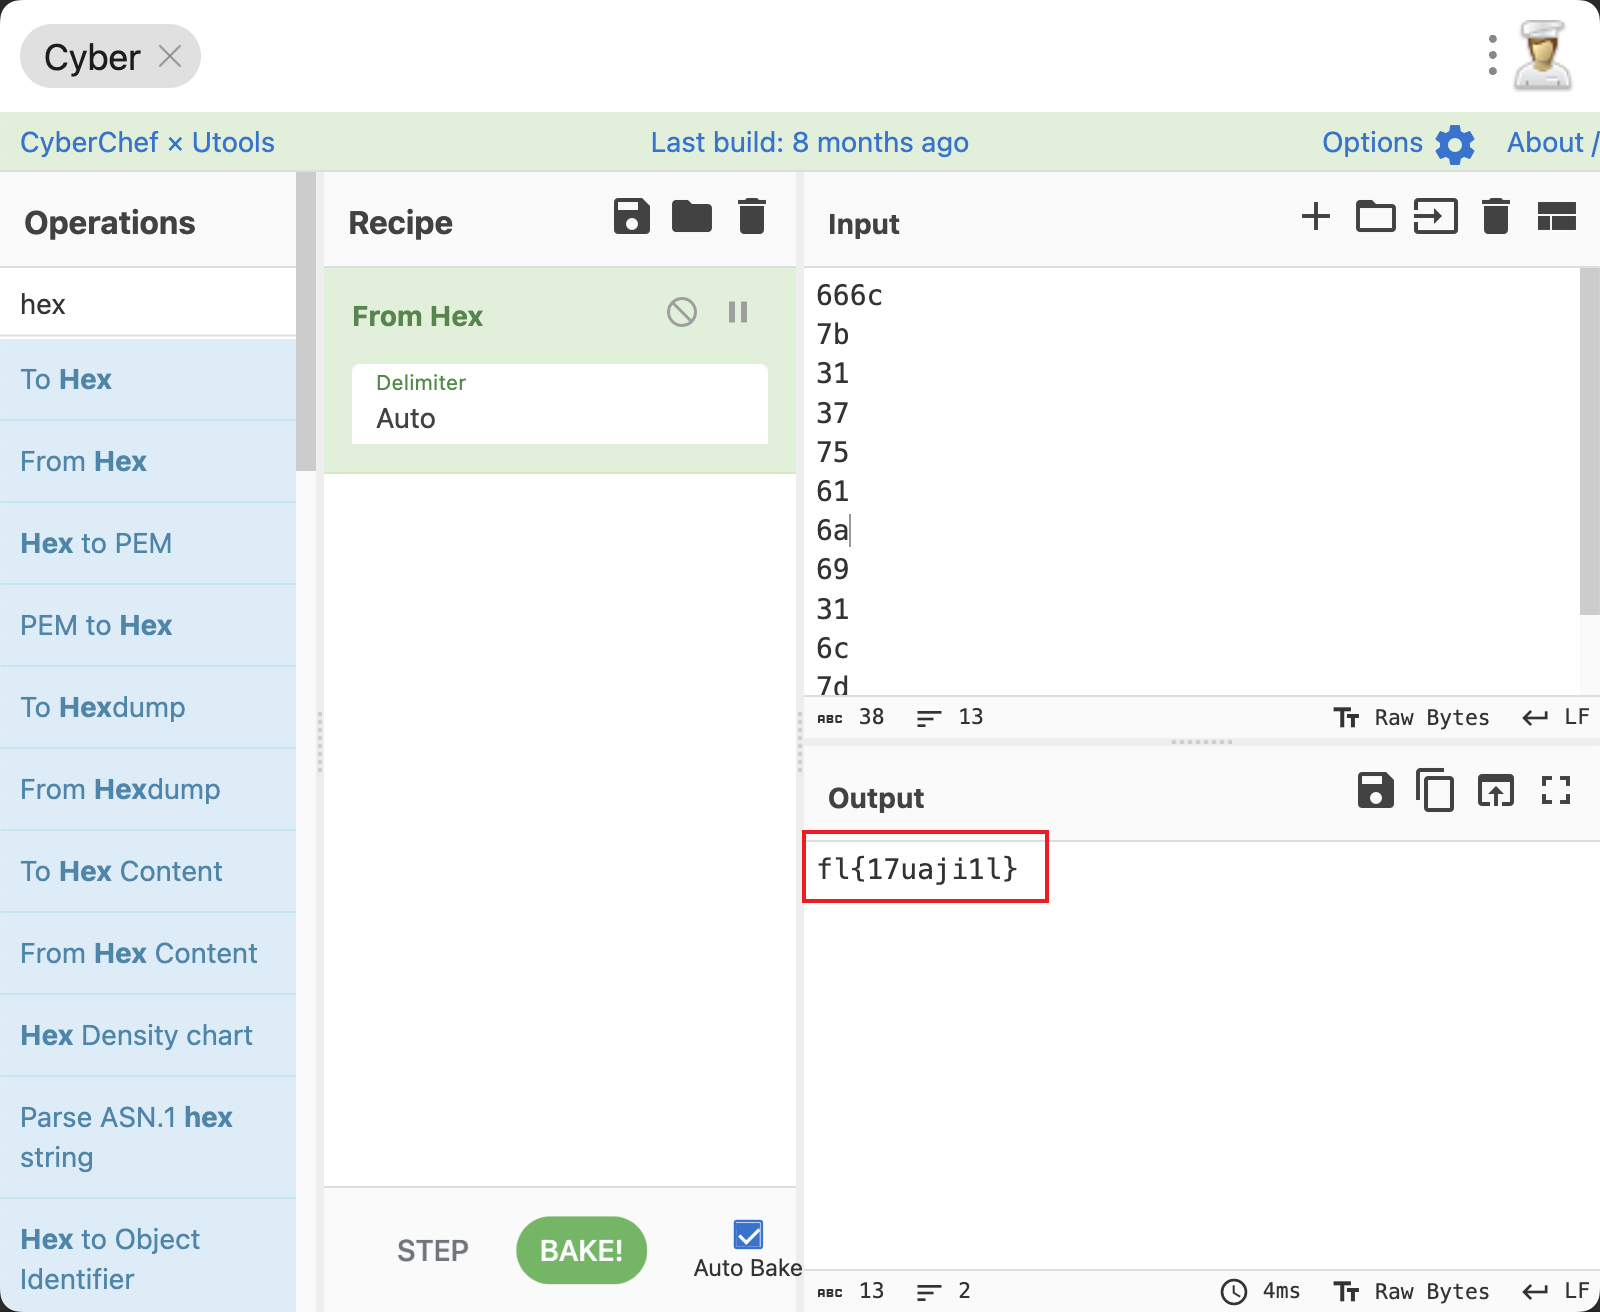 Cyber
CyberChef × Utools
Last build: 8 months ago
Options
About /
Operations
hex
To Hex
From Hex
Hex to PEM
PEM to Hex
To Hexdump
From Hexdump
To Hex Content
From Hex Content
Hex Density chart
Parse ASN.1 hex
string
Hex to Object
Identifier
Recipe
From Hex
Delimiter
Auto
STEP
BAKE!
Auto Bake
Input
666c
7b
31
37
75
61
6a
69
31
6c
7d
ABC 38 13 Raw Bytes LF
Output
fl{17uaji1l}
ABC 13 2 4ms Raw Bytes LF